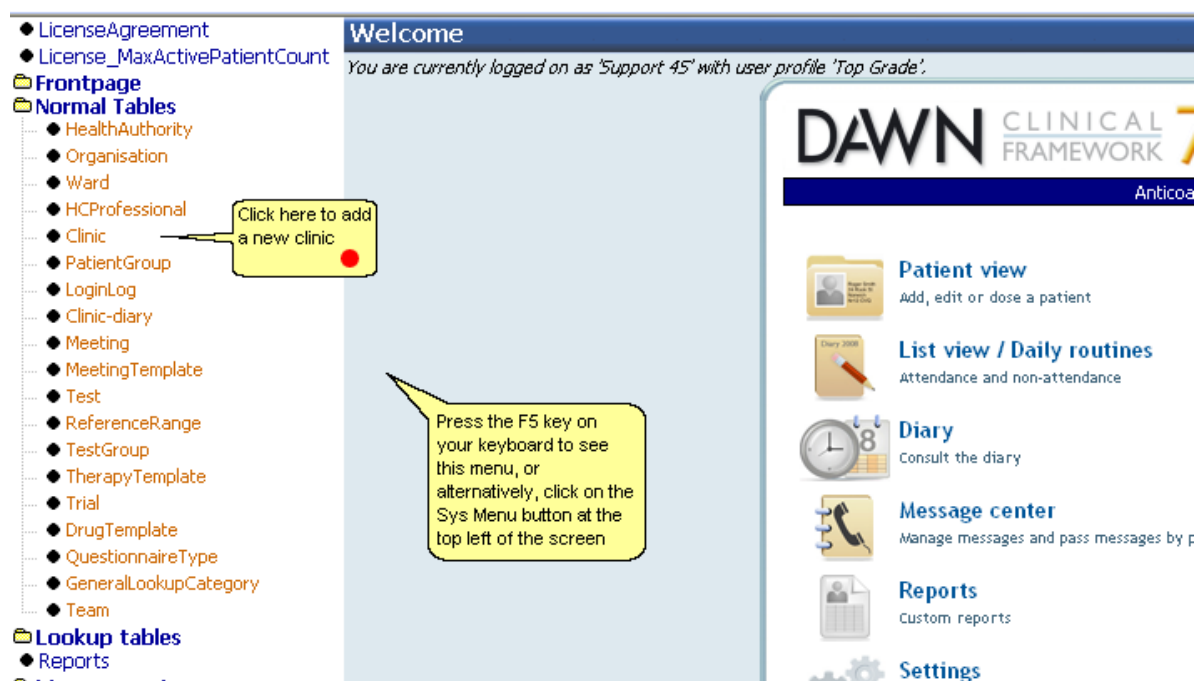 LicenseAgreement
License_MaxActivePatientCount
Frontpage
Normal Tables
HealthAuthority
Organisation
Ward
HCProfessional
Clinic
PatientGroup
LoginLog
Clinic-diary
Meeting
MeetingTemplate
Test
ReferenceRange
TestGroup
TherapyTemplate
Trial
DrugTemplate
QuestionnaireType
GeneralLookupCategory
Team
Lookup tables
Reports
Click here to add
a new clinic
Welcome
You are currently logged on as 'Support 45' with user profile 'Top Grade'.
Press the F5 key on
your keyboard to see
this menu, or
alternatively, click on the
Sys Menu button at the
top left of the screen
DAWN CLINICAL FRAMEWORK 7
Anticoa
Patient view
Add, edit or dose a patient
List view / Daily routines
Attendance and non-attendance
Diary
Consult the diary
Message center
Manage messages and pass messages by p
Reports
Custom reports
Settings
Diary 2008
8